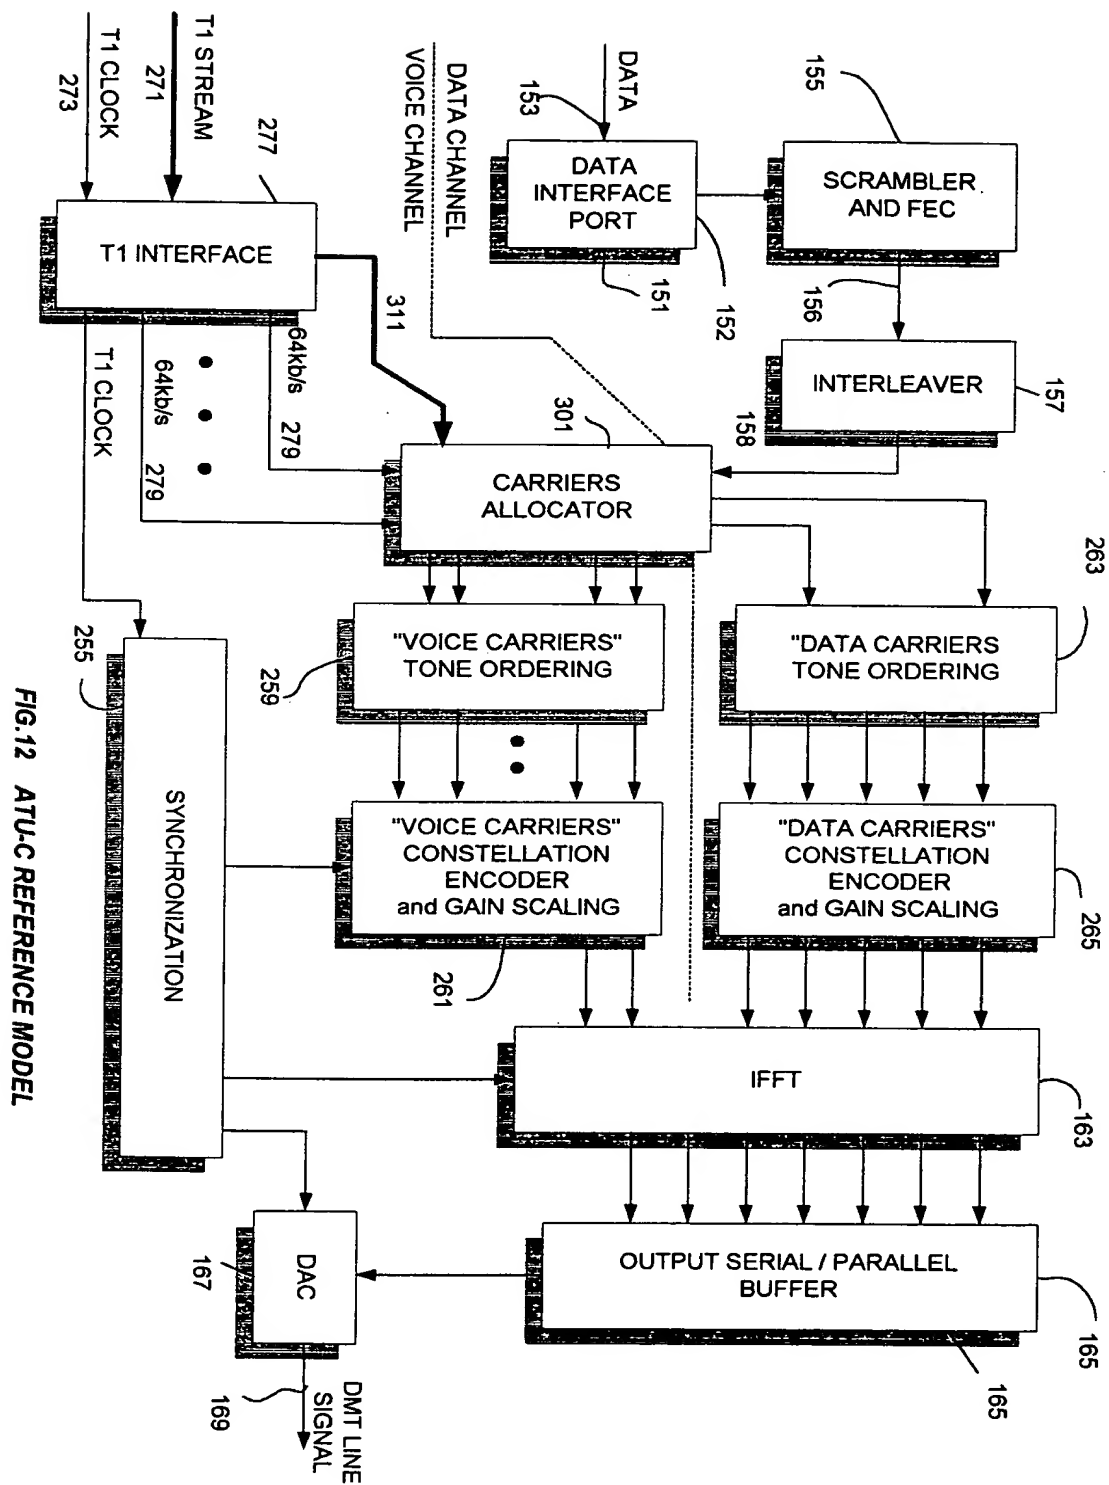 155
SCRAMBLER
AND FEC
156
INTERLEAVER
157
158
DATA
153
DATA
INTERFACE
PORT
152
151
DATA CHANNEL
VOICE CHANNEL
T1 STREAM
271
T1 CLOCK
273
277
T1 INTERFACE
311
64kb/s
279
64kb/s
279
T1 CLOCK
301
CARRIERS
ALLOCATOR
263
"DATA CARRIERS
TONE ORDERING
"VOICE CARRIERS"
TONE ORDERING
259
"DATA CARRIERS"
CONSTELLATION
ENCODER
and GAIN SCALING
265
"VOICE CARRIERS"
CONSTELLATION
ENCODER
and GAIN SCALING
261
255
SYNCHRONIZATION
IFFT
163
OUTPUT SERIAL / PARALLEL
BUFFER
165
165
DAC
167
DMT LINE
SIGNAL
169
FIG.12 ATU-C REFERENCE MODEL